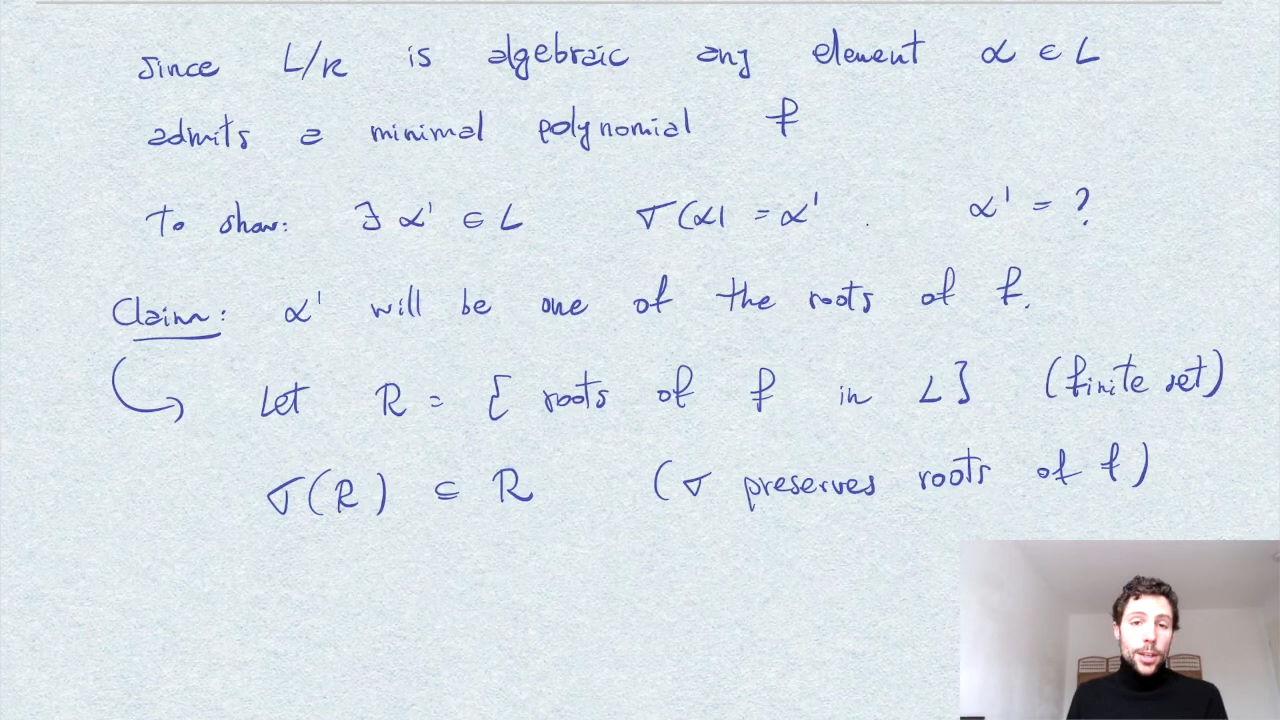 Since L/K is algebraic any element α ∈ L
admits a minimal polynomial f
To show: ∃ α' ∈ L σ(α) = α' α' = ?
Claim: α' will be one of the roots of f.
Let R = { roots of f in L } (finite set)
σ(R) ⊆ R (σ preserves roots of f)